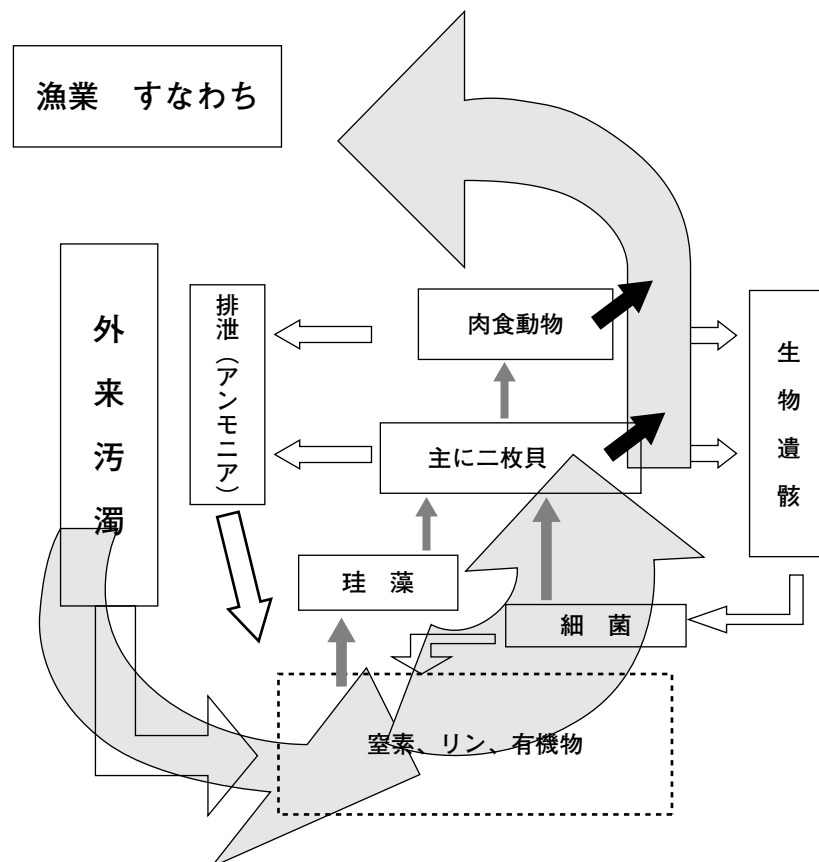 漁業　すなわち
外来汚濁
排泄（アンモニア）
肉食動物
生物遺骸
主に二枚貝
珪　藻
細　菌
窒素、リン、有機物